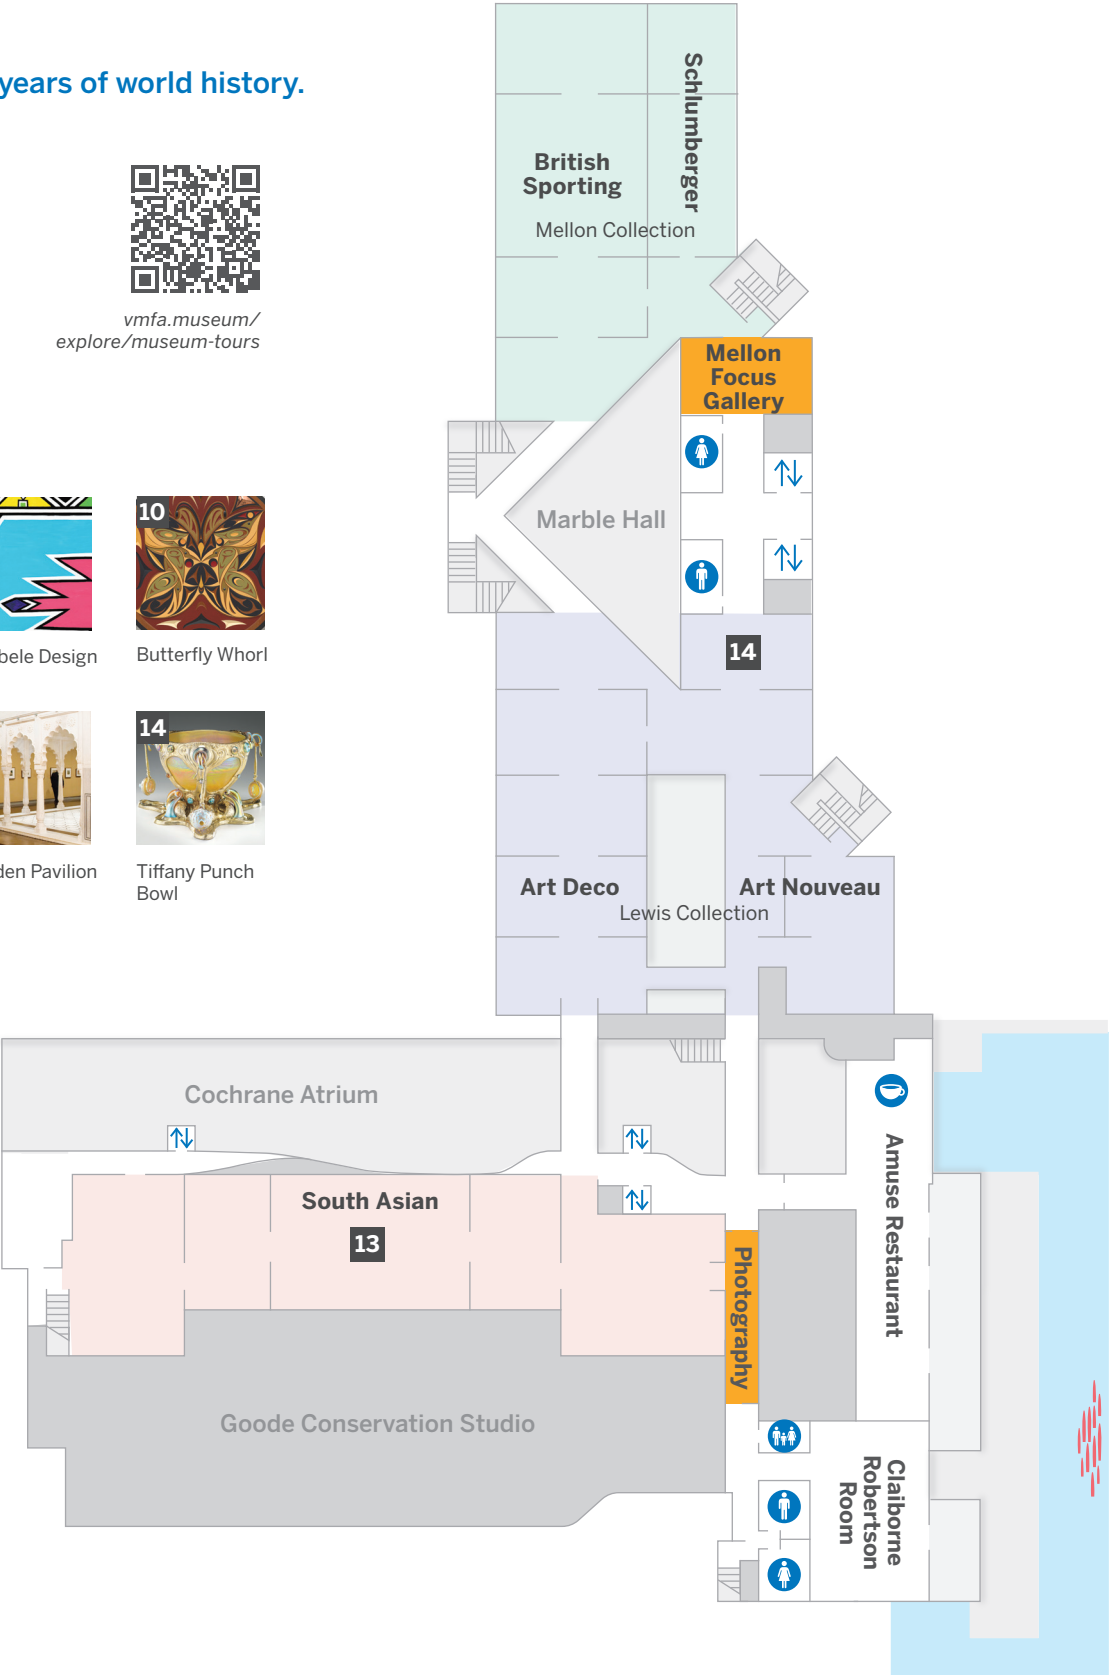 years of world history.
vmfa.museum/
explore/museum-tours
10
bele Design
Butterfly Whorl
14
den Pavilion
Tiffany Punch
Bowl
Schlumberger
British
Sporting
Mellon Collection
Mellon
Focus
Gallery
Marble Hall
14
Art Deco
Art Nouveau
Lewis Collection
Cochrane Atrium
South Asian
13
Amuse Restaurant
Photography
Goode Conservation Studio
Claiborne
Robertson
Room